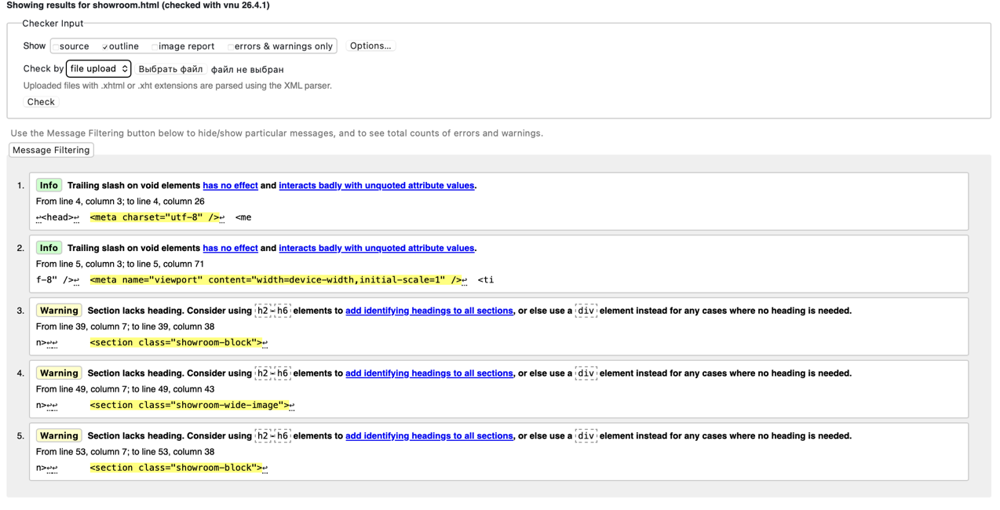 Showing results for showroom.html (checked with vnu 26.4.1)
Checker Input
Show source outline image report errors & warnings only Options...
Check by file upload Выбрать файл файл не выбран
Uploaded files with .xhtml or .xht extensions are parsed using the XML parser.
Check
Use the Message Filtering button below to hide/show particular messages, and to see total counts of errors and warnings.
Message Filtering
1. Info Trailing slash on void elements has no effect and interacts badly with unquoted attribute values.
From line 4, column 3; to line 4, column 26
↩<head>↩ <meta charset="utf-8" />↩ <me
2. Info Trailing slash on void elements has no effect and interacts badly with unquoted attribute values.
From line 5, column 3; to line 5, column 71
f-8" />↩ <meta name="viewport" content="width=device-width,initial-scale=1" />↩ <ti
3. Warning Section lacks heading. Consider using h2-h6 elements to add identifying headings to all sections, or else use a div element instead for any cases where no heading is needed.
From line 39, column 7; to line 39, column 38
n>↩↩ <section class="showroom-block">↩
4. Warning Section lacks heading. Consider using h2-h6 elements to add identifying headings to all sections, or else use a div element instead for any cases where no heading is needed.
From line 49, column 7; to line 49, column 43
n>↩↩ <section class="showroom-wide-image">↩
5. Warning Section lacks heading. Consider using h2-h6 elements to add identifying headings to all sections, or else use a div element instead for any cases where no heading is needed.
From line 53, column 7; to line 53, column 38
n>↩↩ <section class="showroom-block">↩